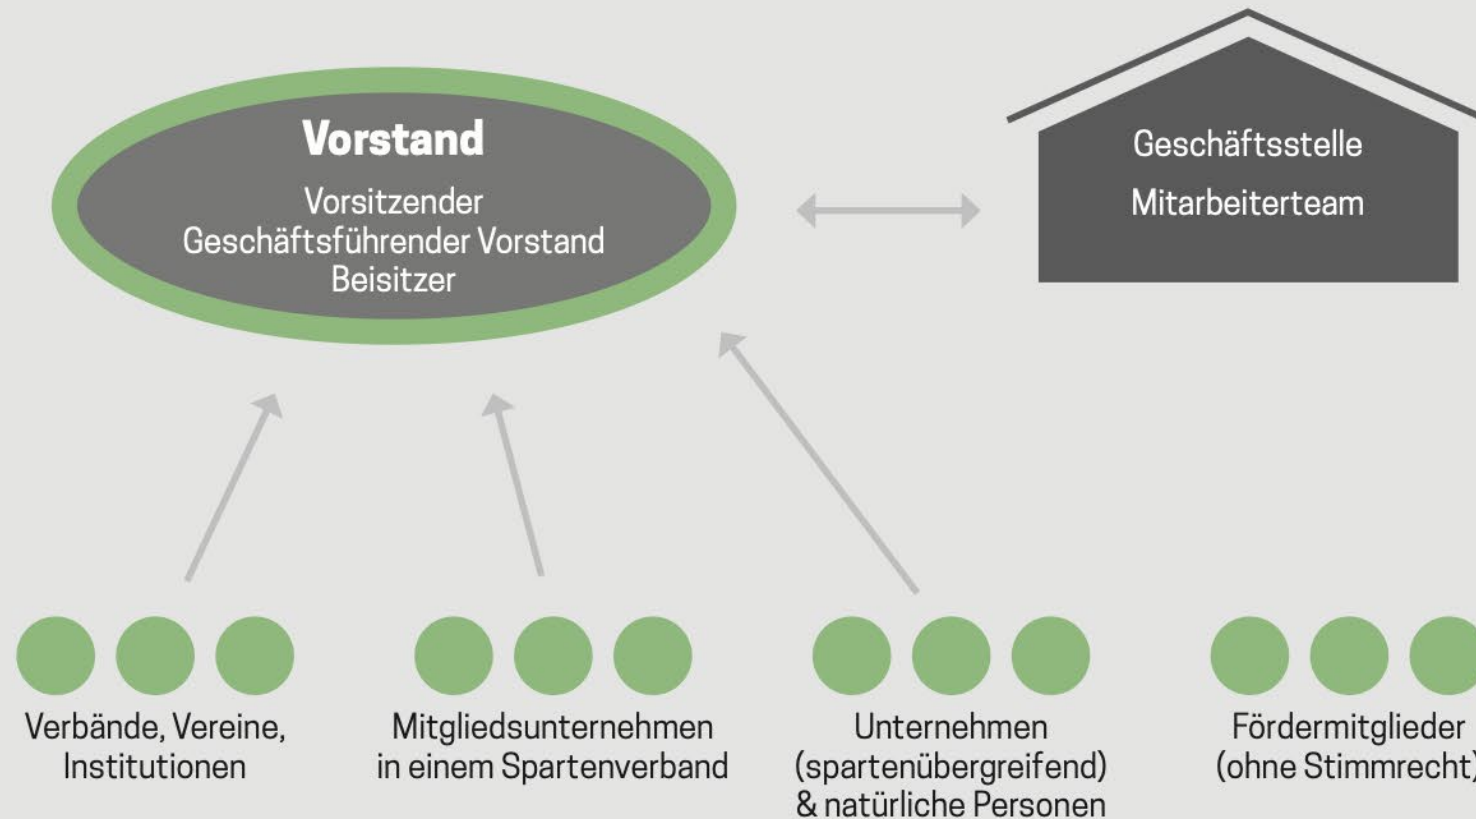 Vorstand
Vorsitzender
Geschäftsführender Vorstand
Beisitzer
Geschäftsstelle
Mitarbeiterteam
Verbände, Vereine,
Institutionen
Mitgliedsunternehmen
in einem Spartenverband
Unternehmen
(spartenübergreifend)
& natürliche Personen
Fördermitglieder
(ohne Stimmrecht)